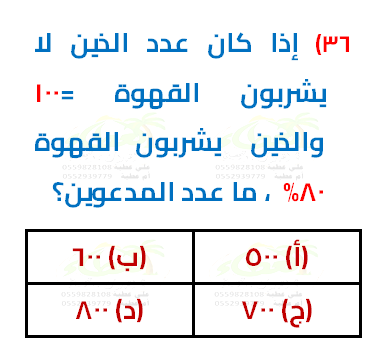 ٣٦) إذا كان عدد الذين لا
يشربون القهوة =١٠٠
والذين يشربون القهوة
٨٠% ، ما عدد المدعوين؟
(أ) ٥٠٠ (ب) ٦٠٠
(ج) ٧٠٠ (د) ٨٠٠